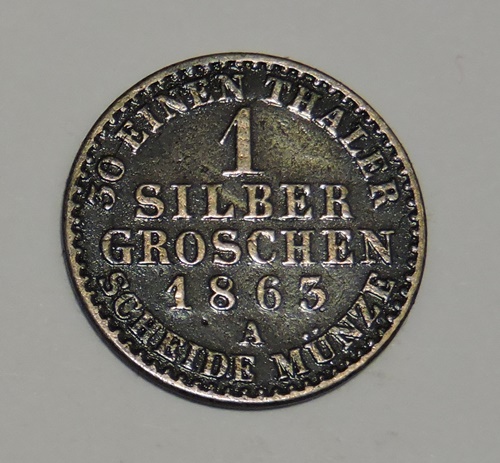 30 EINEN THALER
1
SILBER
GROSCHEN
1863
A
SCHEIDE MÜNZE